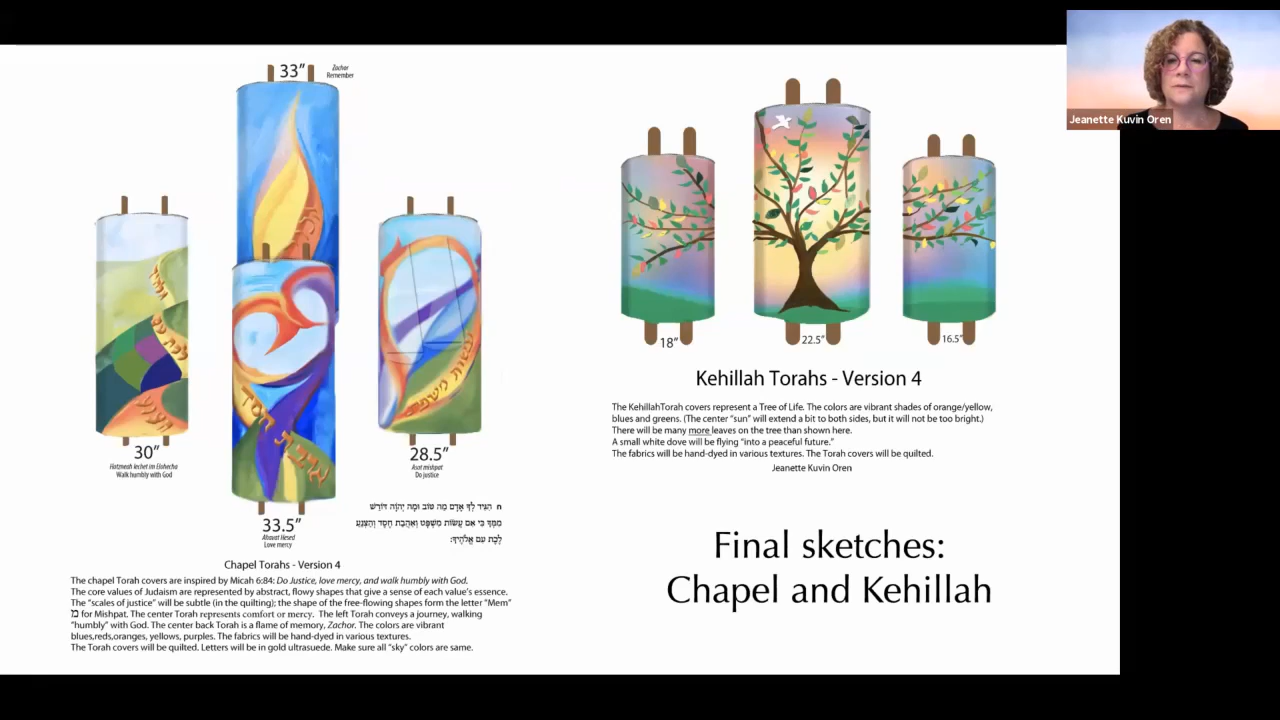 33”
Zachor
Remember
30”
Hatzneah lechet im Elohecha
Walk humbly with God
28.5”
Asot mishpat
Do justice
33.5”
Ahavat Hesed
Love mercy
ח הִגִּיד לְךָ אָדָם מַה טּוֹב וּמָה יְהוָה דּוֹרֵשׁ
מִמְּךָ כִּי אִם עֲשׂוֹת מִשְׁפָּט וְאַהֲבַת חֶסֶד וְהַצְנֵעַ
לֶכֶת עִם אֱלֹהֶיךָ:
Chapel Torahs - Version 4
The chapel Torah covers are inspired by Micah 6:84: Do Justice, love mercy, and walk humbly with God.
The core values of Judaism are represented by abstract, flowy shapes that give a sense of each value’s essence.
The “scales of justice” will be subtle (in the quilting); the shape of the free-flowing shapes form the letter “Mem”
מ for Mishpat. The center Torah represents comfort or mercy. The left Torah conveys a journey, walking
“humbly” with God. The center back Torah is a flame of memory, Zachor. The colors are vibrant
blues,reds,oranges, yellows, purples. The fabrics will be hand-dyed in various textures.
The Torah covers will be quilted. Letters will be in gold ultrasuede. Make sure all “sky” colors are same.
18”
22.5”
16.5”
Kehillah Torahs - Version 4
The KehillahTorah covers represent a Tree of Life. The colors are vibrant shades of orange/yellow,
blues and greens. (The center “sun” will extend a bit to both sides, but it will not be too bright.)
There will be many more leaves on the tree than shown here.
A small white dove will be flying “into a peaceful future.”
The fabrics will be hand-dyed in various textures. The Torah covers will be quilted.
Jeanette Kuvin Oren
Final sketches:
Chapel and Kehillah
Jeanette Kuvin Oren